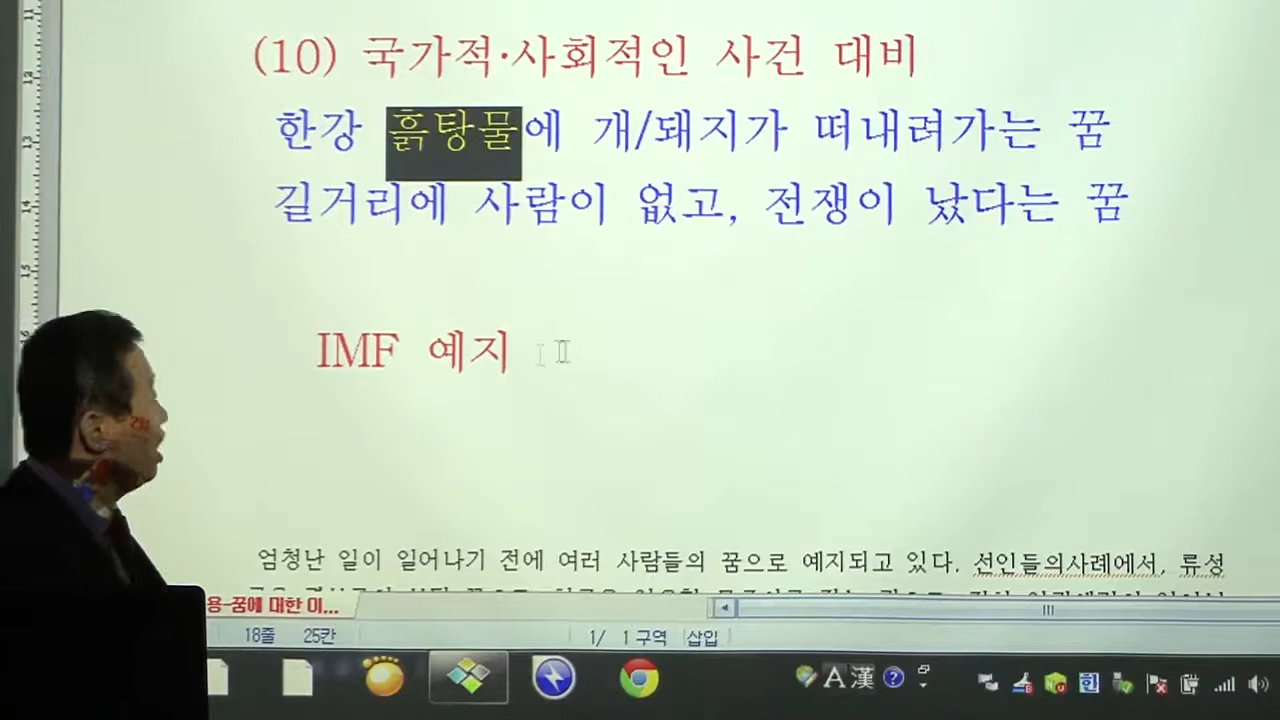 (10) 국가적·사회적인 사건 대비
한강 흙탕물에 개/돼지가 떠내려가는 꿈
길거리에 사람이 없고, 전쟁이 났다는 꿈
IMF 예지
엄청난 일이 일어나기 전에 여러 사람들의 꿈으로 예지되고 있다. 선인들의사례에서, 류성
용-꿈에 대한 이...
18줄 25칸 1/ 1 구역 삽입
A 漢 ? 한